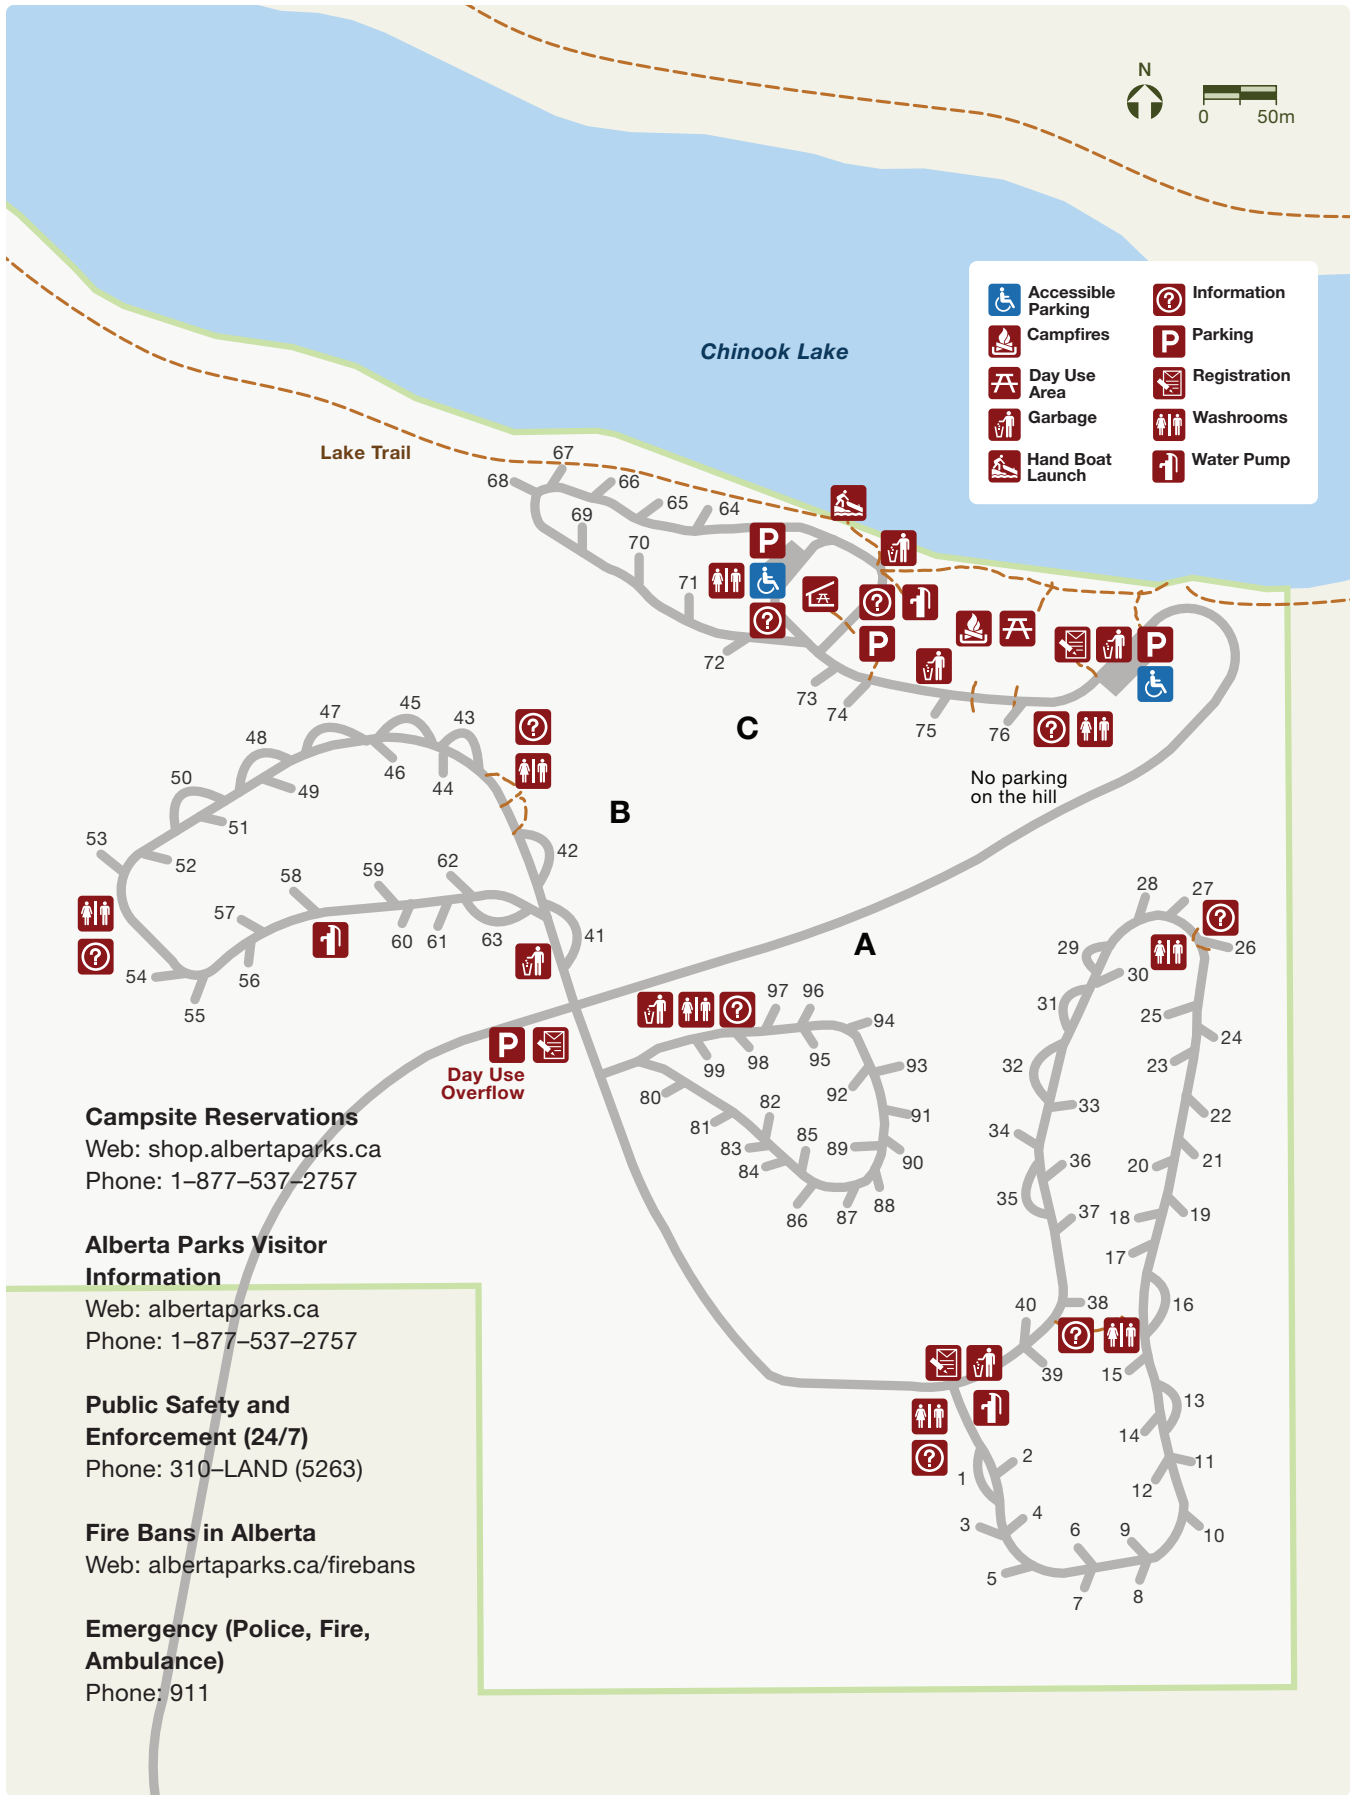 N
0 50m
Accessible
Parking
Campfires
Day Use
Area
Garbage
Hand Boat
Launch
Information
P
Parking
Registration
Washrooms
Water Pump
Chinook Lake
Lake Trail
67
68
66
65
64
69
70
71
72
73
74
75
76
P
?
?
P
P
?
C
No parking
on the hill
47
45
43
48
46
44
50
49
51
53
52
42
?
B
62
59
58
57
60
61
63
41
?
54
56
55
A
28
27
?
26
29
30
31
25
24
32
23
33
22
34
36
20
21
35
37
18
19
17
?
97
96
94
99
98
95
93
92
80
82
91
81
83
85
89
84
90
86
87
88
P
Day Use
Overflow
40
38
16
?
39
15
13
14
11
?
2
1
12
3
4
6
9
10
5
7
8
Campsite Reservations
Web: shop.albertaparks.ca
Phone: 1–877–537–2757
Alberta Parks Visitor
Information
Web: albertaparks.ca
Phone: 1–877–537–2757
Public Safety and
Enforcement (24/7)
Phone: 310–LAND (5263)
Fire Bans in Alberta
Web: albertaparks.ca/firebans
Emergency (Police, Fire,
Ambulance)
Phone: 911